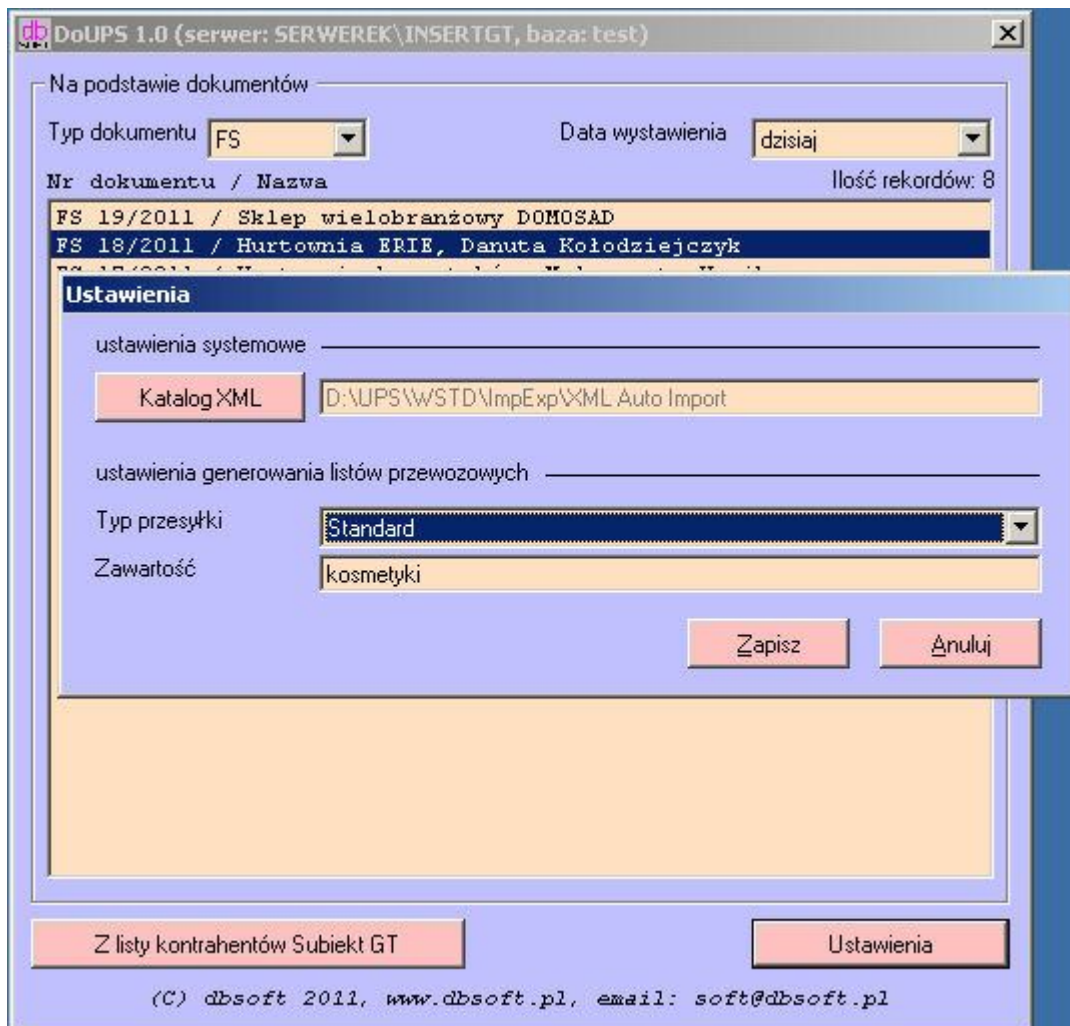 DoUPS 1.0 (serwer: SERWEREK\INSERTGT, baza: test)
Na podstawie dokumentów
Typ dokumentu FS Data wystawienia dzisiaj
Nr dokumentu / Nazwa Ilość rekordów: 8
FS 19/2011 / Sklep wielobranżowy DOMOSAD
FS 18/2011 / Hurtownia ERIE, Danuta Kołodziejczyk
Ustawienia
ustawienia systemowe
Katalog XML D:\UPS\WSTD\ImpExp\XML Auto Import
ustawienia generowania listów przewozowych
Typ przesyłki Standard
Zawartość kosmetyki
Zapisz Anuluj
Z listy kontrahentów Subiekt GT Ustawienia
(C) dbsoft 2011, www.dbsoft.pl, email: soft@dbsoft.pl